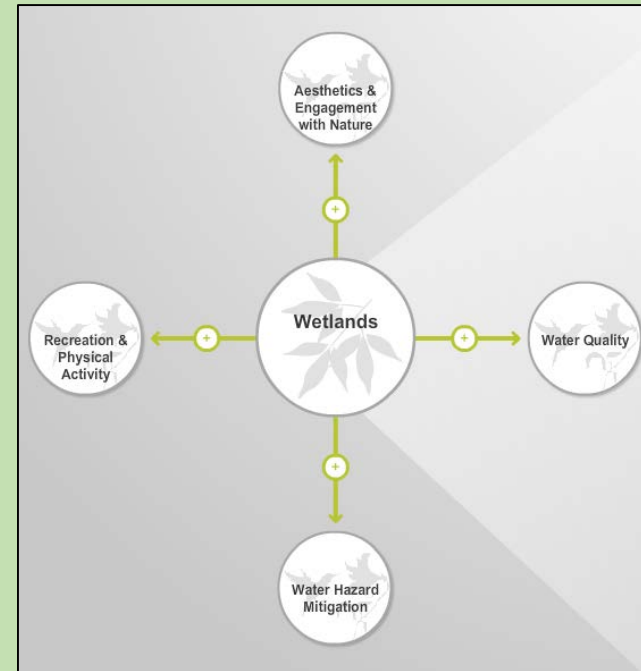 Aesthetics &
Engagement
with Nature
+
Wetlands
Recreation &
Physical
Activity
+
+
Water Quality
+
Water Hazard
Mitigation